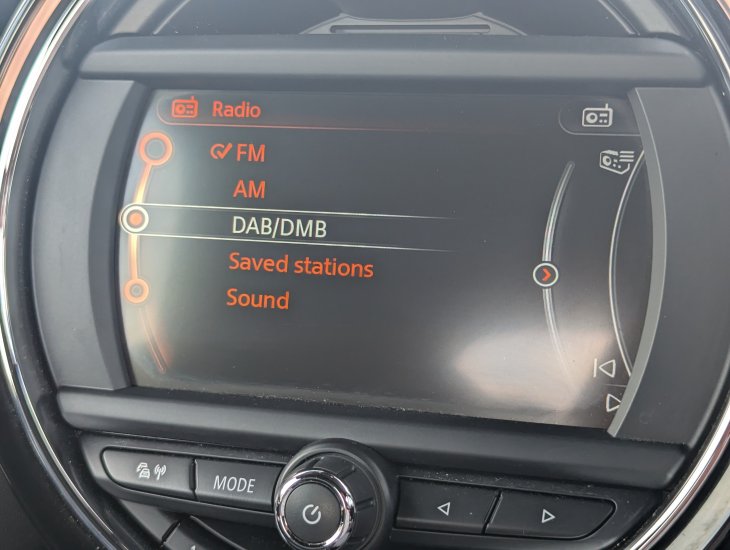 Radio
FM
AM
DAB/DMB
Saved stations
Sound
MODE